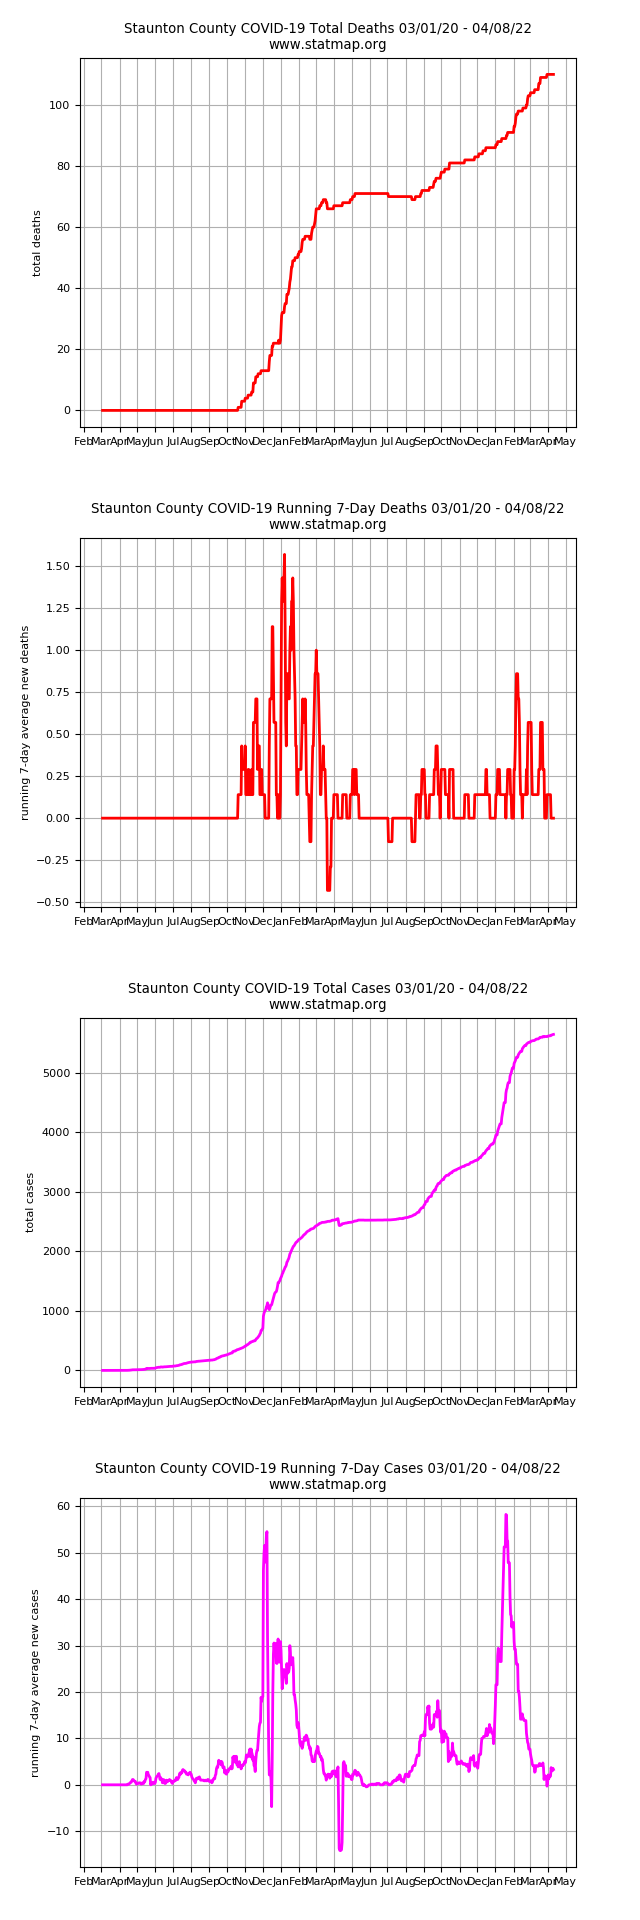 Staunton County COVID-19 Total Deaths 03/01/20 - 04/08/22
www.statmap.org
total deaths
100
80
60
40
20
0
Feb Mar Apr May Jun Jul Aug Sep Oct Nov Dec Jan Feb Mar Apr May Jun Jul Aug Sep Oct Nov Dec Jan Feb Mar Apr May
Staunton County COVID-19 Running 7-Day Deaths 03/01/20 - 04/08/22
www.statmap.org
running 7-day average new deaths
1.50
1.25
1.00
0.75
0.50
0.25
0.00
−0.25
−0.50
Feb Mar Apr May Jun Jul Aug Sep Oct Nov Dec Jan Feb Mar Apr May Jun Jul Aug Sep Oct Nov Dec Jan Feb Mar Apr May
Staunton County COVID-19 Total Cases 03/01/20 - 04/08/22
www.statmap.org
total cases
5000
4000
3000
2000
1000
0
Feb Mar Apr May Jun Jul Aug Sep Oct Nov Dec Jan Feb Mar Apr May Jun Jul Aug Sep Oct Nov Dec Jan Feb Mar Apr May
Staunton County COVID-19 Running 7-Day Cases 03/01/20 - 04/08/22
www.statmap.org
running 7-day average new cases
60
50
40
30
20
10
0
−10
Feb Mar Apr May Jun Jul Aug Sep Oct Nov Dec Jan Feb Mar Apr May Jun Jul Aug Sep Oct Nov Dec Jan Feb Mar Apr May